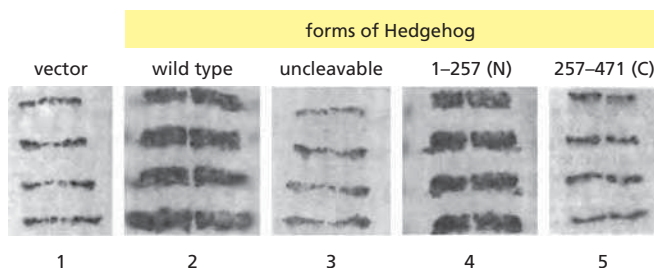 forms of Hedgehog
vector wild type uncleavable 1–257 (N) 257–471 (C)
1 2 3 4 5